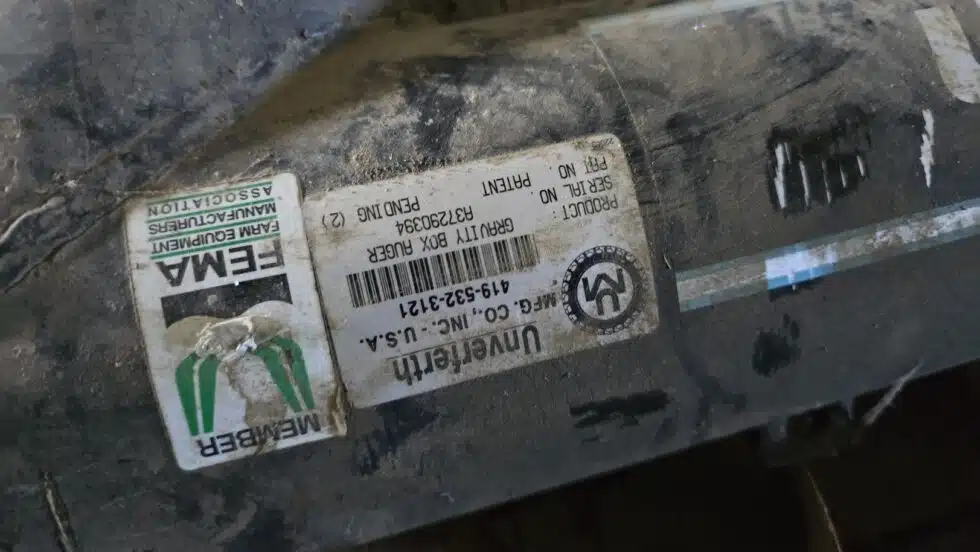 Unverferth
MFG. CO., INC. - U.S.A.
419-532-3121
PRODUCT: GRAVITY BOX AUGER
SERIAL NO : A37290394
PAT NO : PATENT PENDING (2)
MEMBER
FEMA
FARM EQUIPMENT
MANUFACTURERS
ASSOCIATION